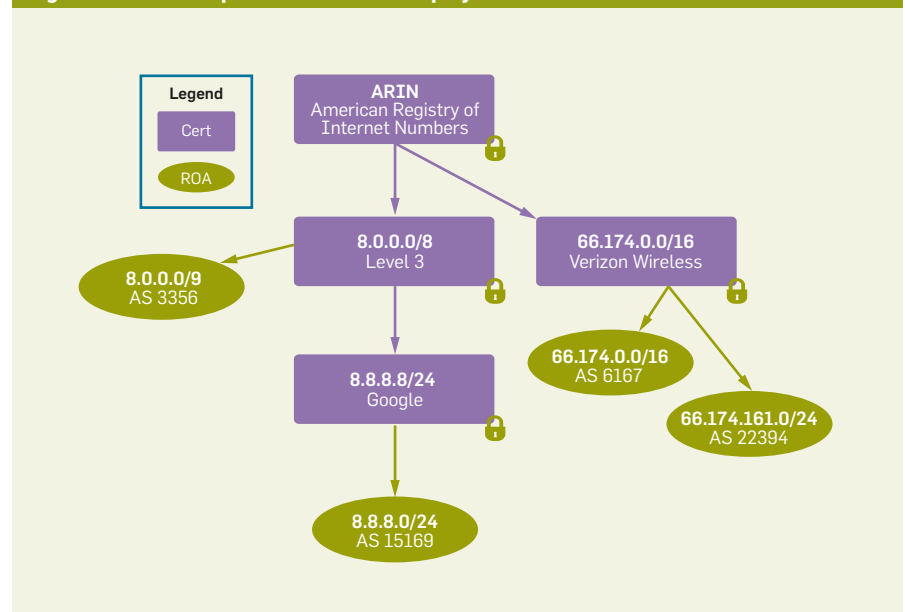 Legend
Cert
ROA
ARIN
American Registry of
Internet Numbers
8.0.0.0/8
Level 3
66.174.0.0/16
Verizon Wireless
8.0.0.0/9
AS 3356
8.8.8.8/24
Google
66.174.0.0/16
AS 6167
66.174.161.0/24
AS 22394
8.8.8.0/24
AS 15169